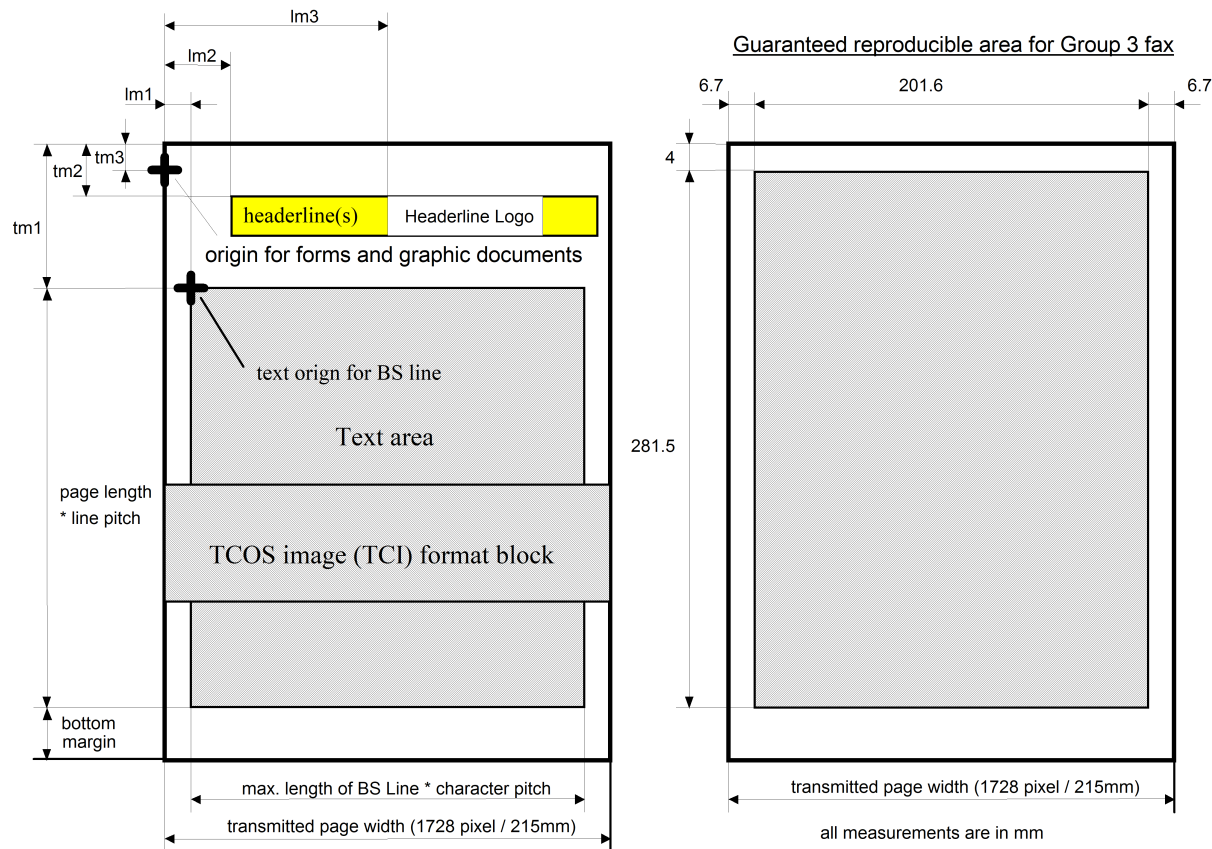 lm3
lm2
lm1
tm3
tm2
tm1
headerline(s)
Headerline Logo
origin for forms and graphic documents
text orign for BS line
Text area
page length
* line pitch
TCOS image (TCI) format block
bottom
margin
max. length of BS Line * character pitch
transmitted page width (1728 pixel / 215mm)
Guaranteed reproducible area for Group 3 fax
6.7
201.6
6.7
4
281.5
transmitted page width (1728 pixel / 215mm)
all measurements are in mm